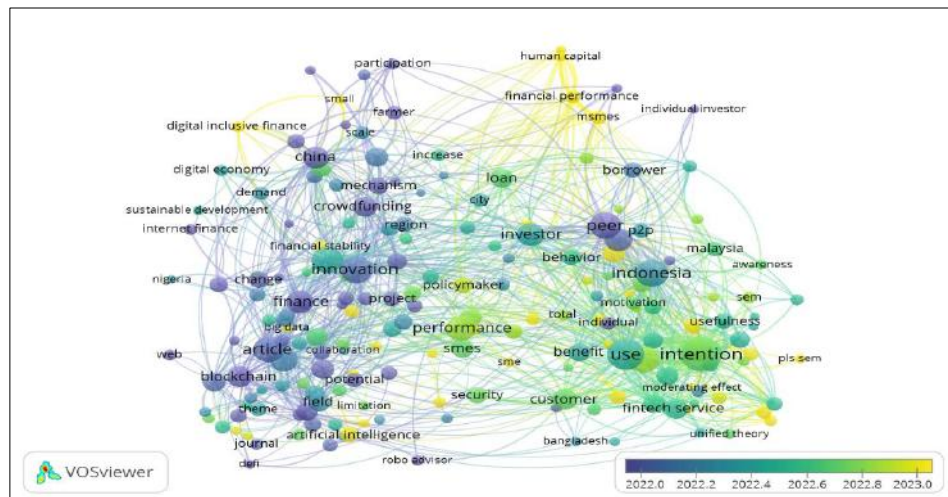 human capital
participation
financial performance
small
individual investor
farmer
msmes
digital inclusive finance
scale
china
increase
digital economy
borrower
loan
mechanism
demand
city
crowdfunding
sustainable development
region
peer
p2p
internet finance
investor
financial stability
behavior
malaysia
innovation
indonesia
awareness
nigeria
change
policymaker
finance
project
motivation
sem
total
individual
usefulness
big data
performance
article
collaboration
smes
benefit
use
intention
web
sme
pls sem
blockchain
potential
moderating effect
security
customer
theme
field
limitation
fintech service
journal
artificial intelligence
unified theory
bangladesh
defi
robo advisor
VOSviewer
2022.0 2022.2 2022.4 2022.6 2022.8 2023.0